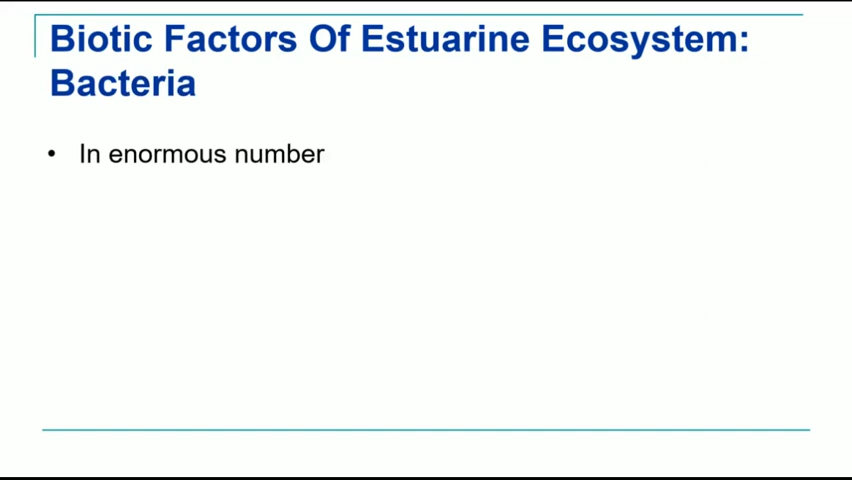 Biotic Factors Of Estuarine Ecosystem:
Bacteria
• In enormous number